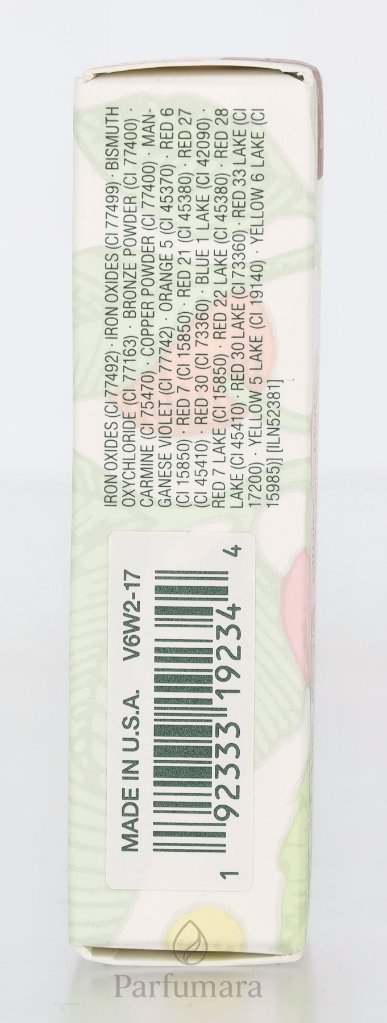 IRON OXIDES (CI 77492) · IRON OXIDES (CI 77499) · BISMUTH
OXYCHLORIDE (CI 77163) · BRONZE POWDER (CI 77400) ·
CARMINE (CI 75470) · COPPER POWDER (CI 77400) · MAN-
GANESE VIOLET (CI 77742) · ORANGE 5 (CI 45370) · RED 6
(CI 15850) · RED 7 (CI 15850) · RED 21 (CI 45380) · RED 27
(CI 45410) · RED 30 (CI 73360) · BLUE 1 LAKE (CI 42090) ·
RED 7 LAKE (CI 15850) · RED 22 LAKE (CI 45380) · RED 28
LAKE (CI 45410) · RED 30 LAKE (CI 73360) · RED 33 LAKE (CI
17200) · YELLOW 5 LAKE (CI 19140) · YELLOW 6 LAKE (CI
15985)] [ILN52381]
MADE IN U.S.A. V6W2-17
1 92333 19234 4
Parfumara